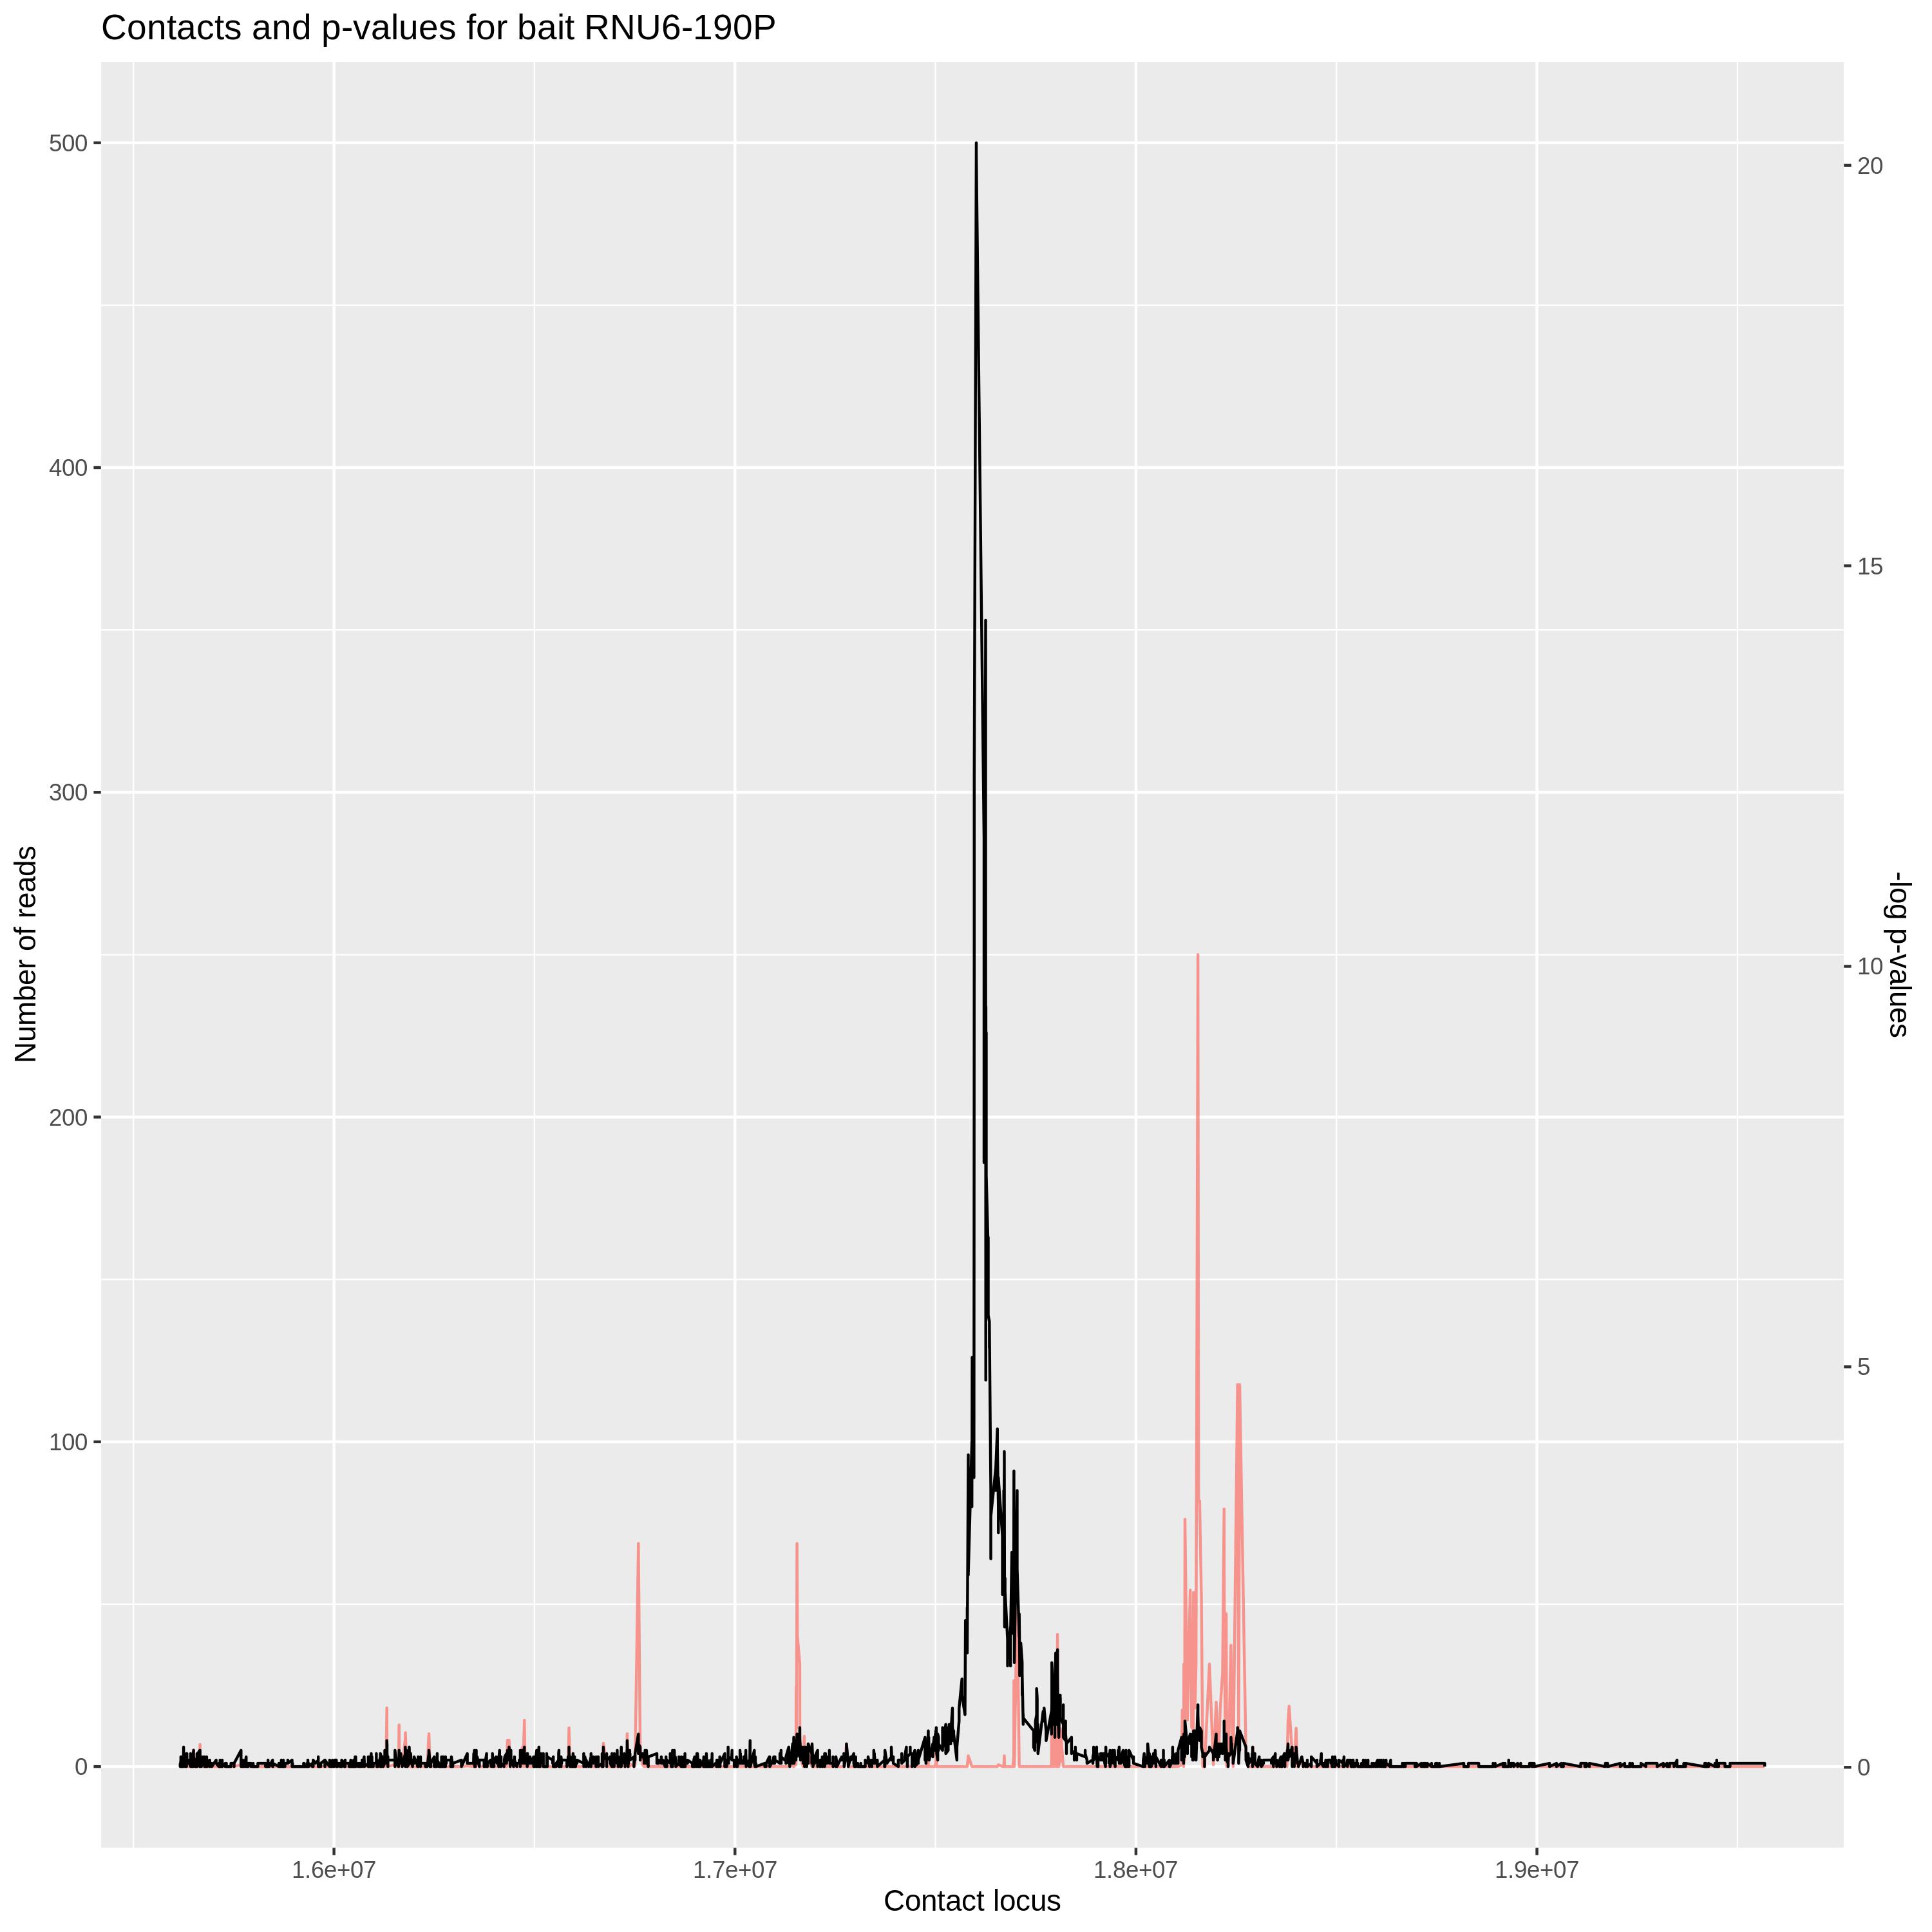 Contacts and p-values for bait RNU6-190P
500
400
300
200
100
0
Number of reads
20
15
10
5
0
-log p-values
1.6e+07
1.7e+07
1.8e+07
1.9e+07
Contact locus